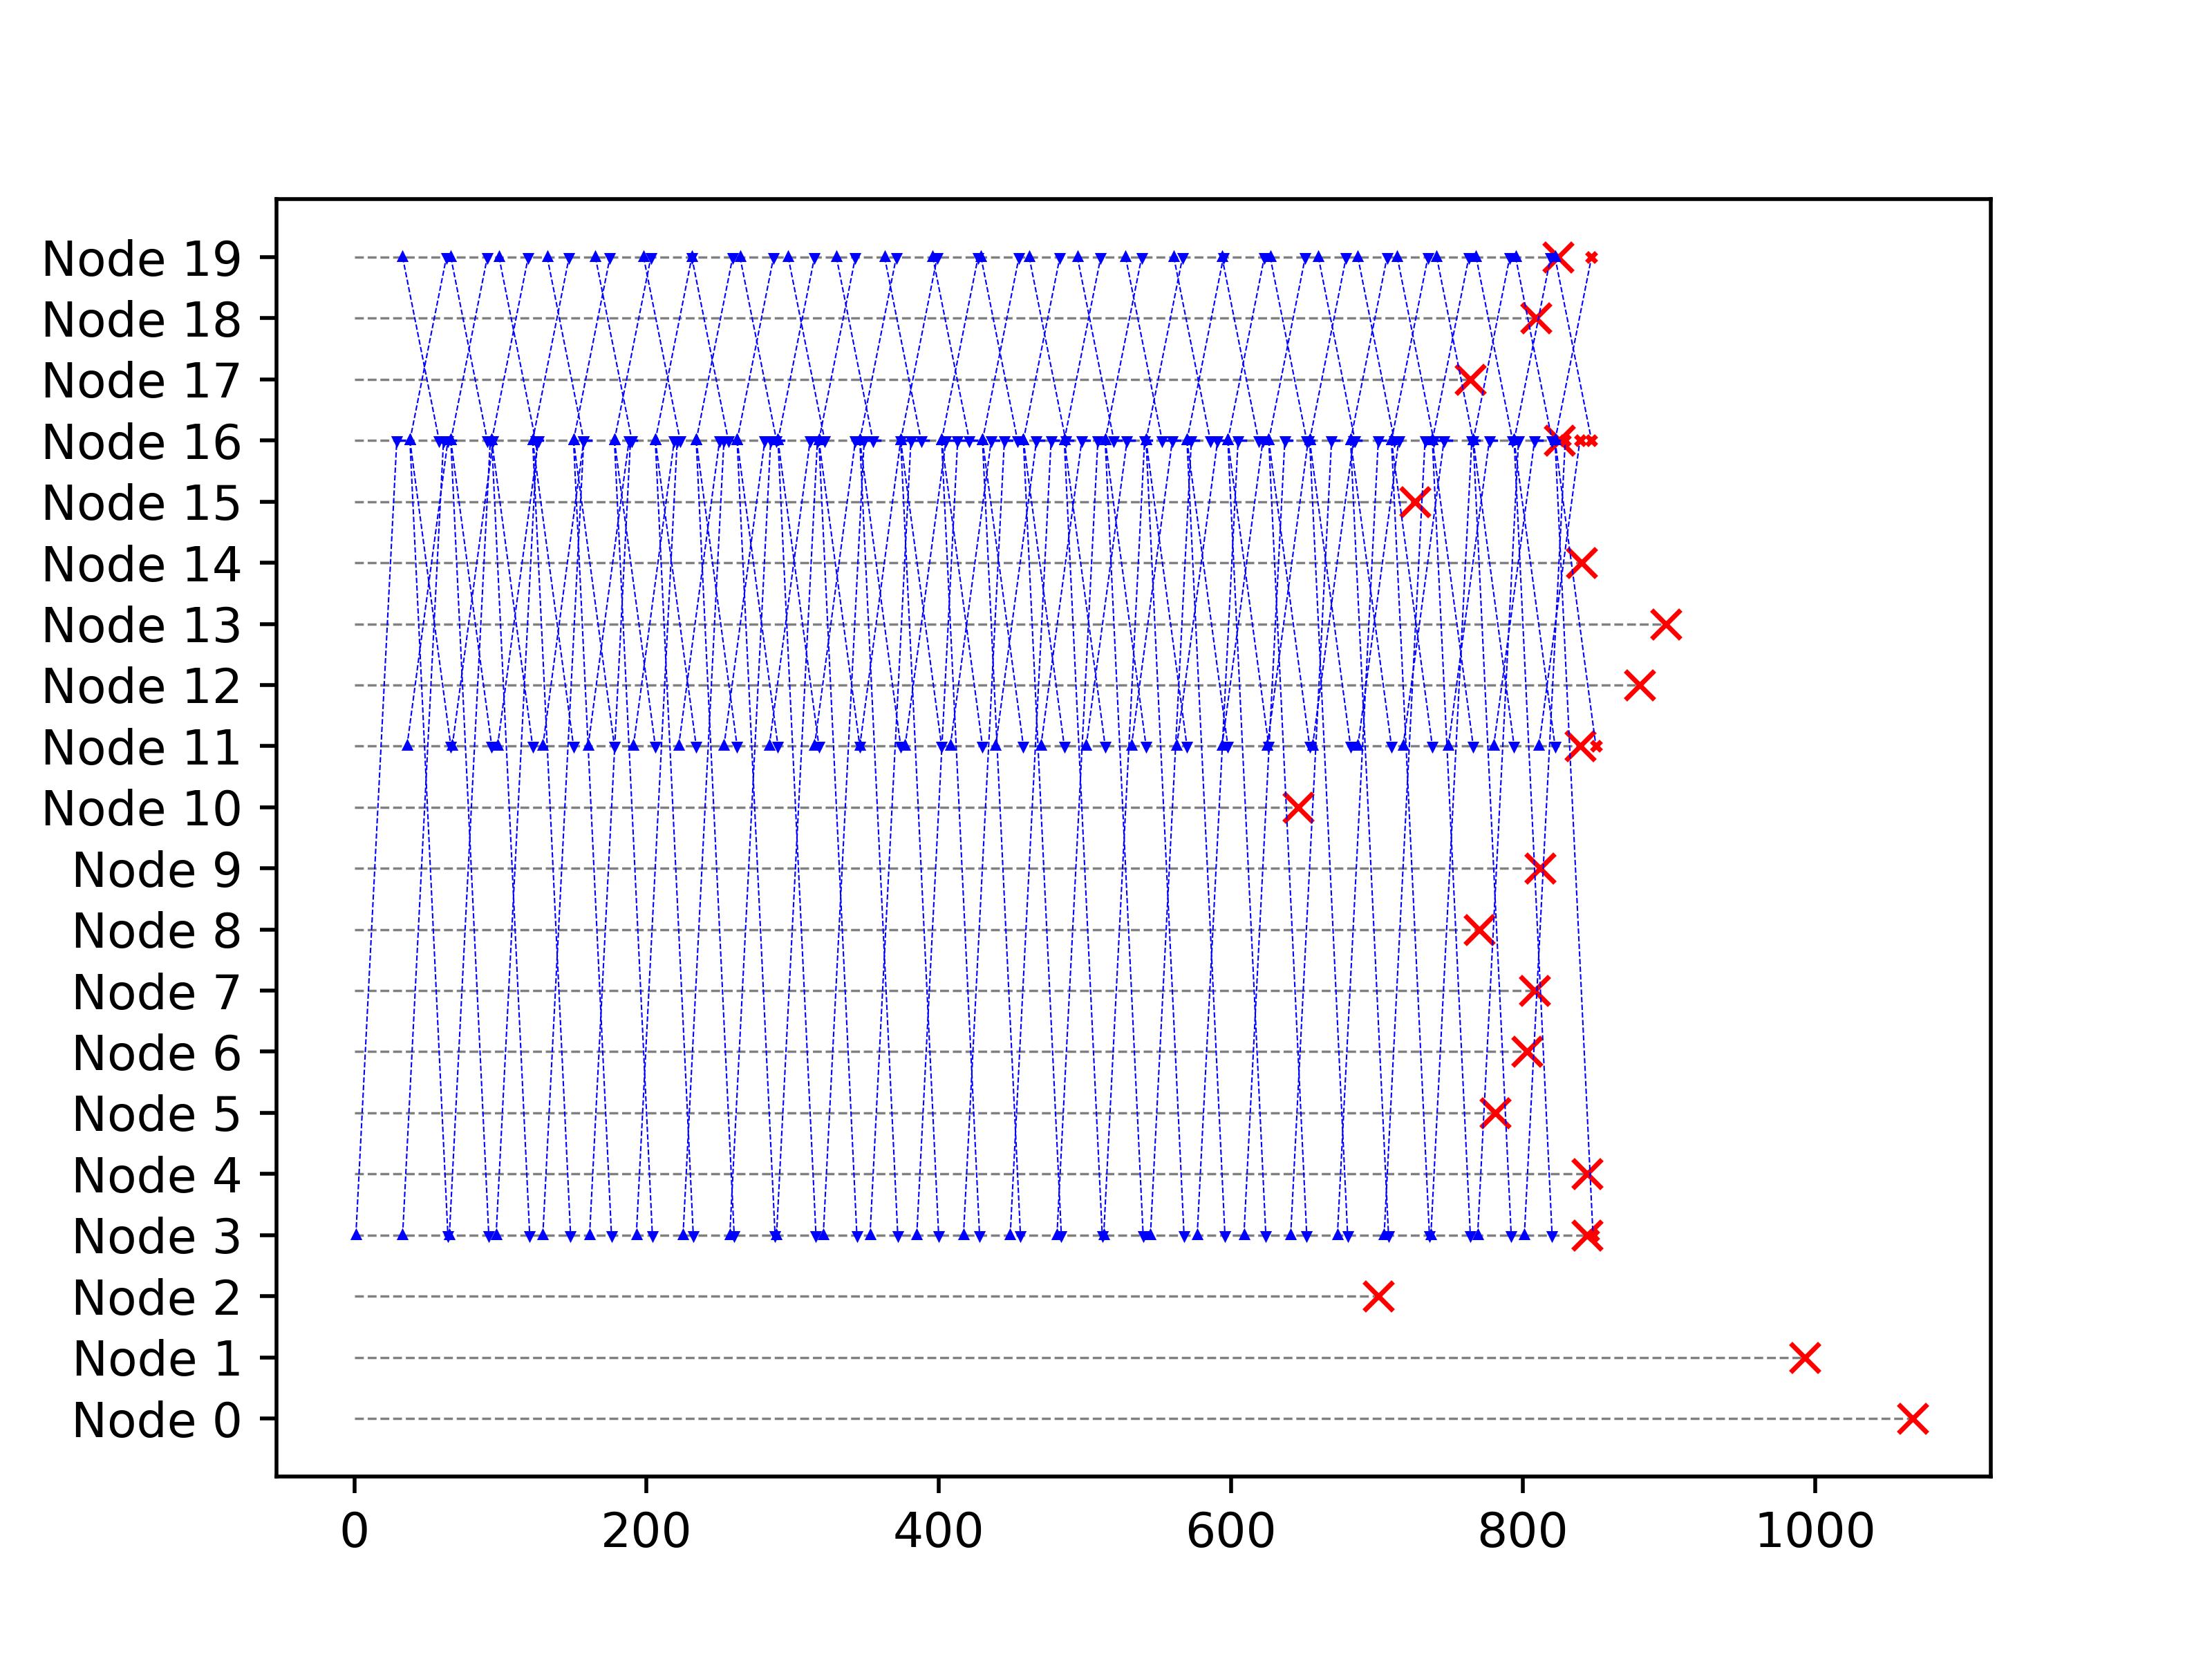 Node 19
Node 18
Node 17
Node 16
Node 15
Node 14
Node 13
Node 12
Node 11
Node 10
Node 9
Node 8
Node 7
Node 6
Node 5
Node 4
Node 3
Node 2
Node 1
Node 0
0 200 400 600 800 1000